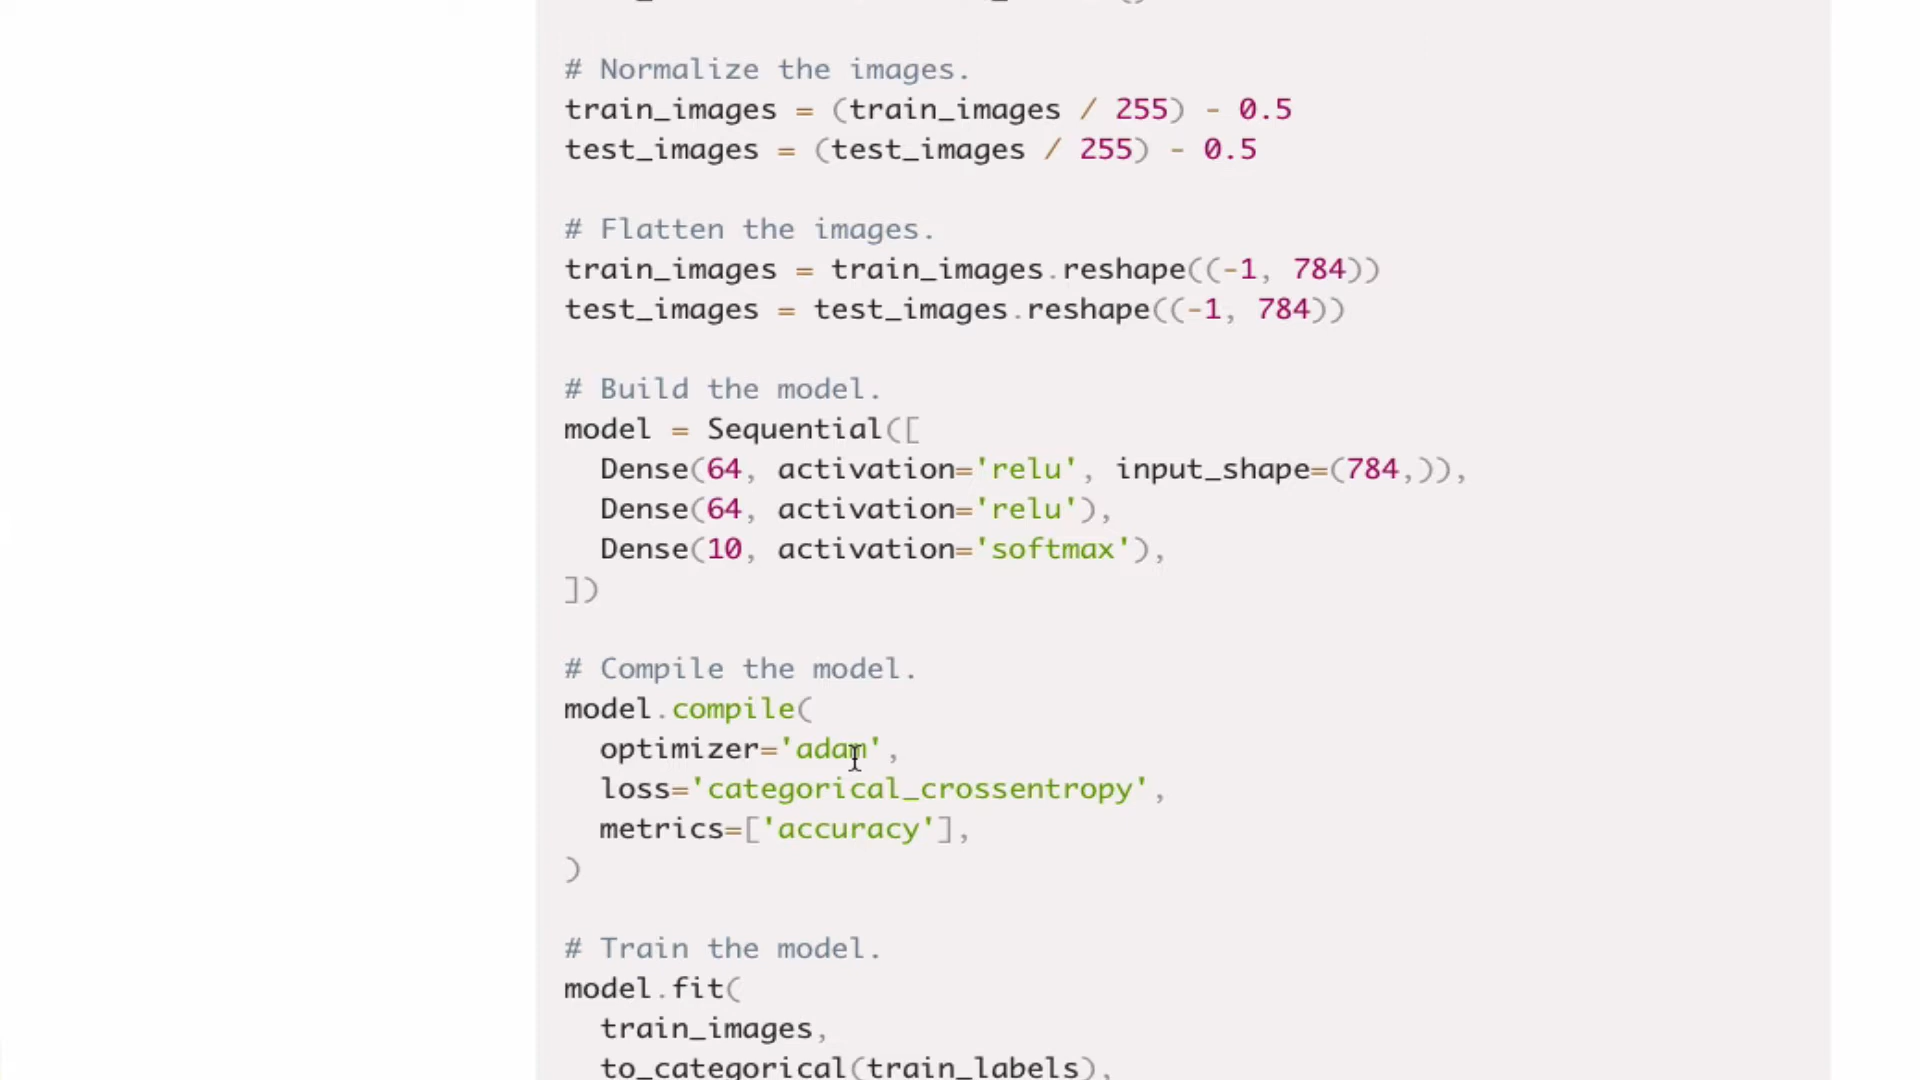 # Normalize the images.
train_images = (train_images / 255) - 0.5
test_images = (test_images / 255) - 0.5
# Flatten the images.
train_images = train_images.reshape((-1, 784))
test_images = test_images.reshape((-1, 784))
# Build the model.
model = Sequential([
  Dense(64, activation='relu', input_shape=(784,)),
  Dense(64, activation='relu'),
  Dense(10, activation='softmax'),
])
# Compile the model.
model.compile(
  optimizer='adam',
  loss='categorical_crossentropy',
  metrics=['accuracy'],
)
# Train the model.
model.fit(
  train_images,
  to_categorical(train_labels),